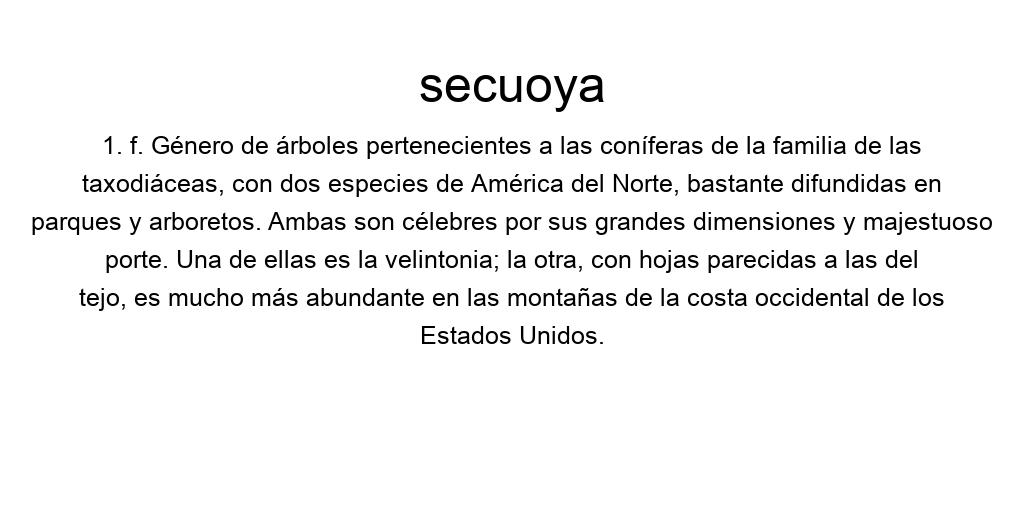 secuoya
1. f. Género de árboles pertenecientes a las coníferas de la familia de las
taxodiáceas, con dos especies de América del Norte, bastante difundidas en
parques y arboretos. Ambas son célebres por sus grandes dimensiones y majestuoso
porte. Una de ellas es la velintonia; la otra, con hojas parecidas a las del
tejo, es mucho más abundante en las montañas de la costa occidental de los
Estados Unidos.